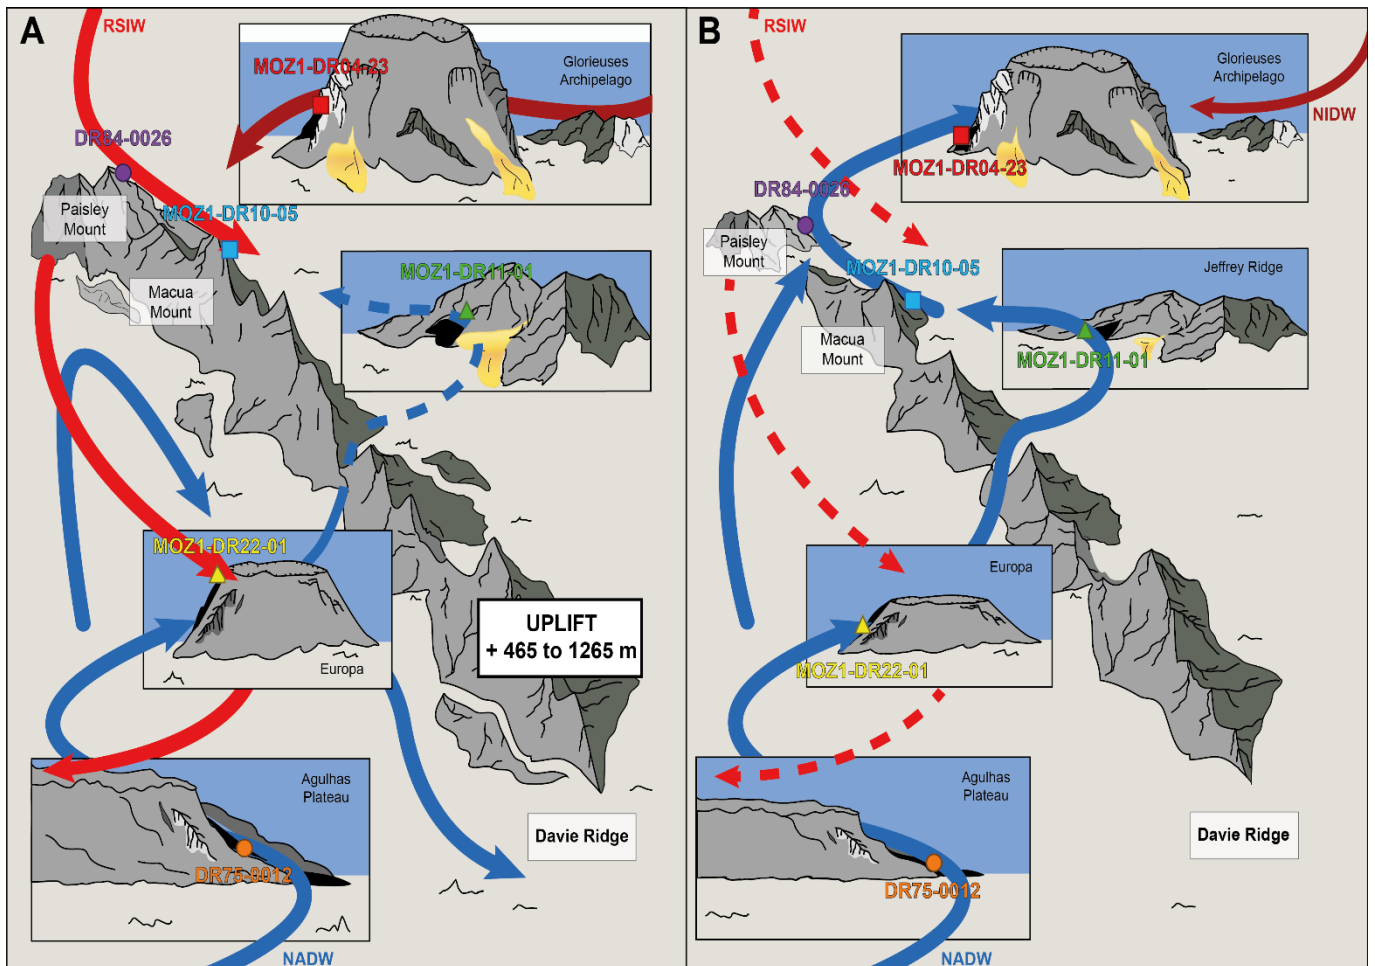 A
RSIW
MOZ1-DR04-23
Glorieuses
Archipelago
DR84-0026
Paisley
Mount
MOZ1-DR10-05
MOZ1-DR11-01
Macua
Mount
MOZ1-DR22-01
Europa
UPLIFT
+ 465 to 1265 m
Agulhas
Plateau
DR75-0012
Davie Ridge
NADW
B
RSIW
Glorieuses
Archipelago
NIDW
MOZ1-DR04-23
DR84-0026
Paisley
Mount
MOZ1-DR10-05
Jeffrey Ridge
Macua
Mount
MOZ1-DR11-01
Europa
MOZ1-DR22-01
Agulhas
Plateau
DR75-0012
Davie Ridge
NADW